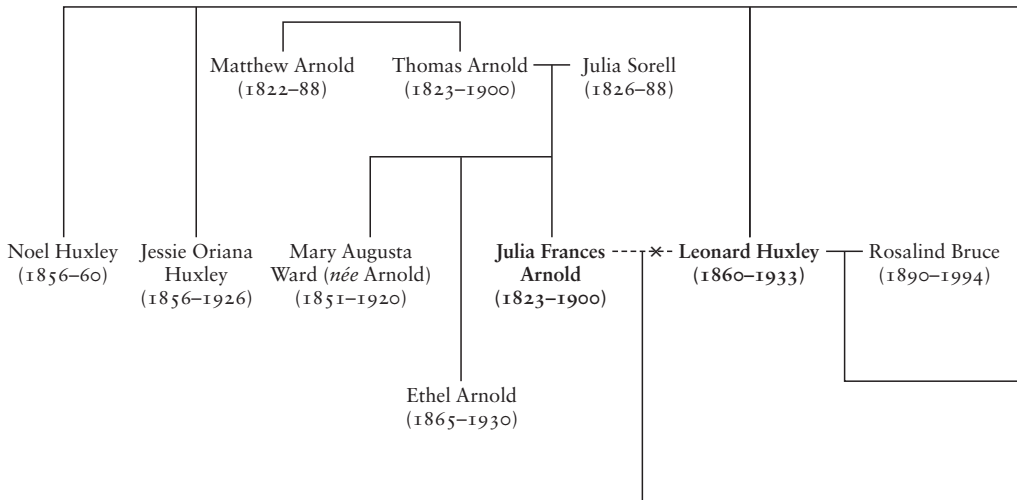 Matthew Arnold
(1822–88)
Thomas Arnold
(1823–1900)
Julia Sorell
(1826–88)
Noel Huxley
(1856–60)
Jessie Oriana
Huxley
(1856–1926)
Mary Augusta
Ward (née Arnold)
(1851–1920)
Julia Frances
Arnold
(1823–1900)
Leonard Huxley
(1860–1933)
Rosalind Bruce
(1890–1994)
Ethel Arnold
(1865–1930)